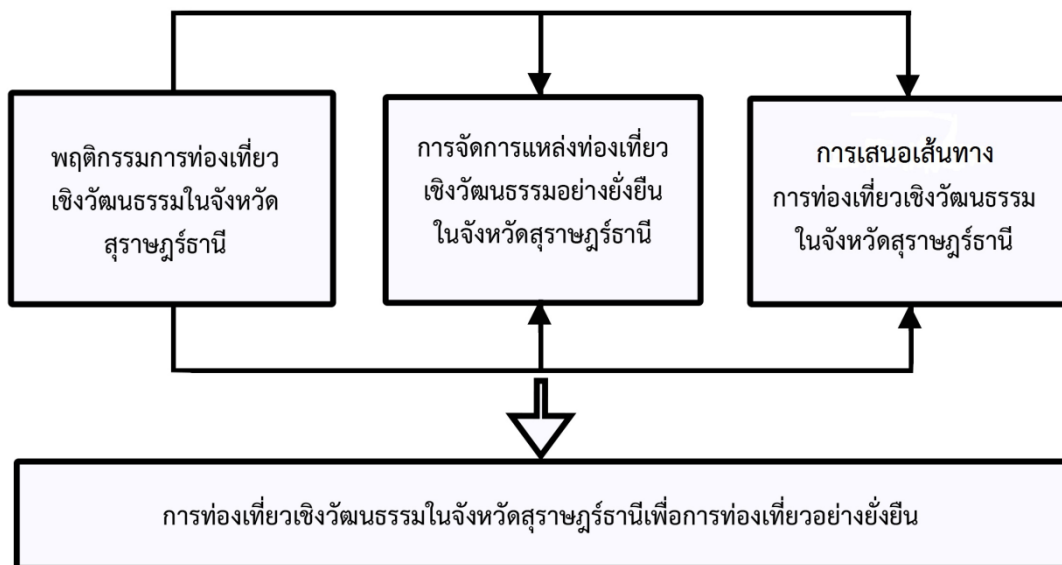 พฤติกรรมการท่องเที่ยว
เชิงวัฒนธรรมในจังหวัด
สุราษฎร์ธานี
การจัดการแหล่งท่องเที่ยว
เชิงวัฒนธรรมอย่างยั่งยืน
ในจังหวัดสุราษฎร์ธานี
การเสนอเส้นทาง
การท่องเที่ยวเชิงวัฒนธรรม
ในจังหวัดสุราษฎร์ธานี
การท่องเที่ยวเชิงวัฒนธรรมในจังหวัดสุราษฎร์ธานีเพื่อการท่องเที่ยวอย่างยั่งยืน